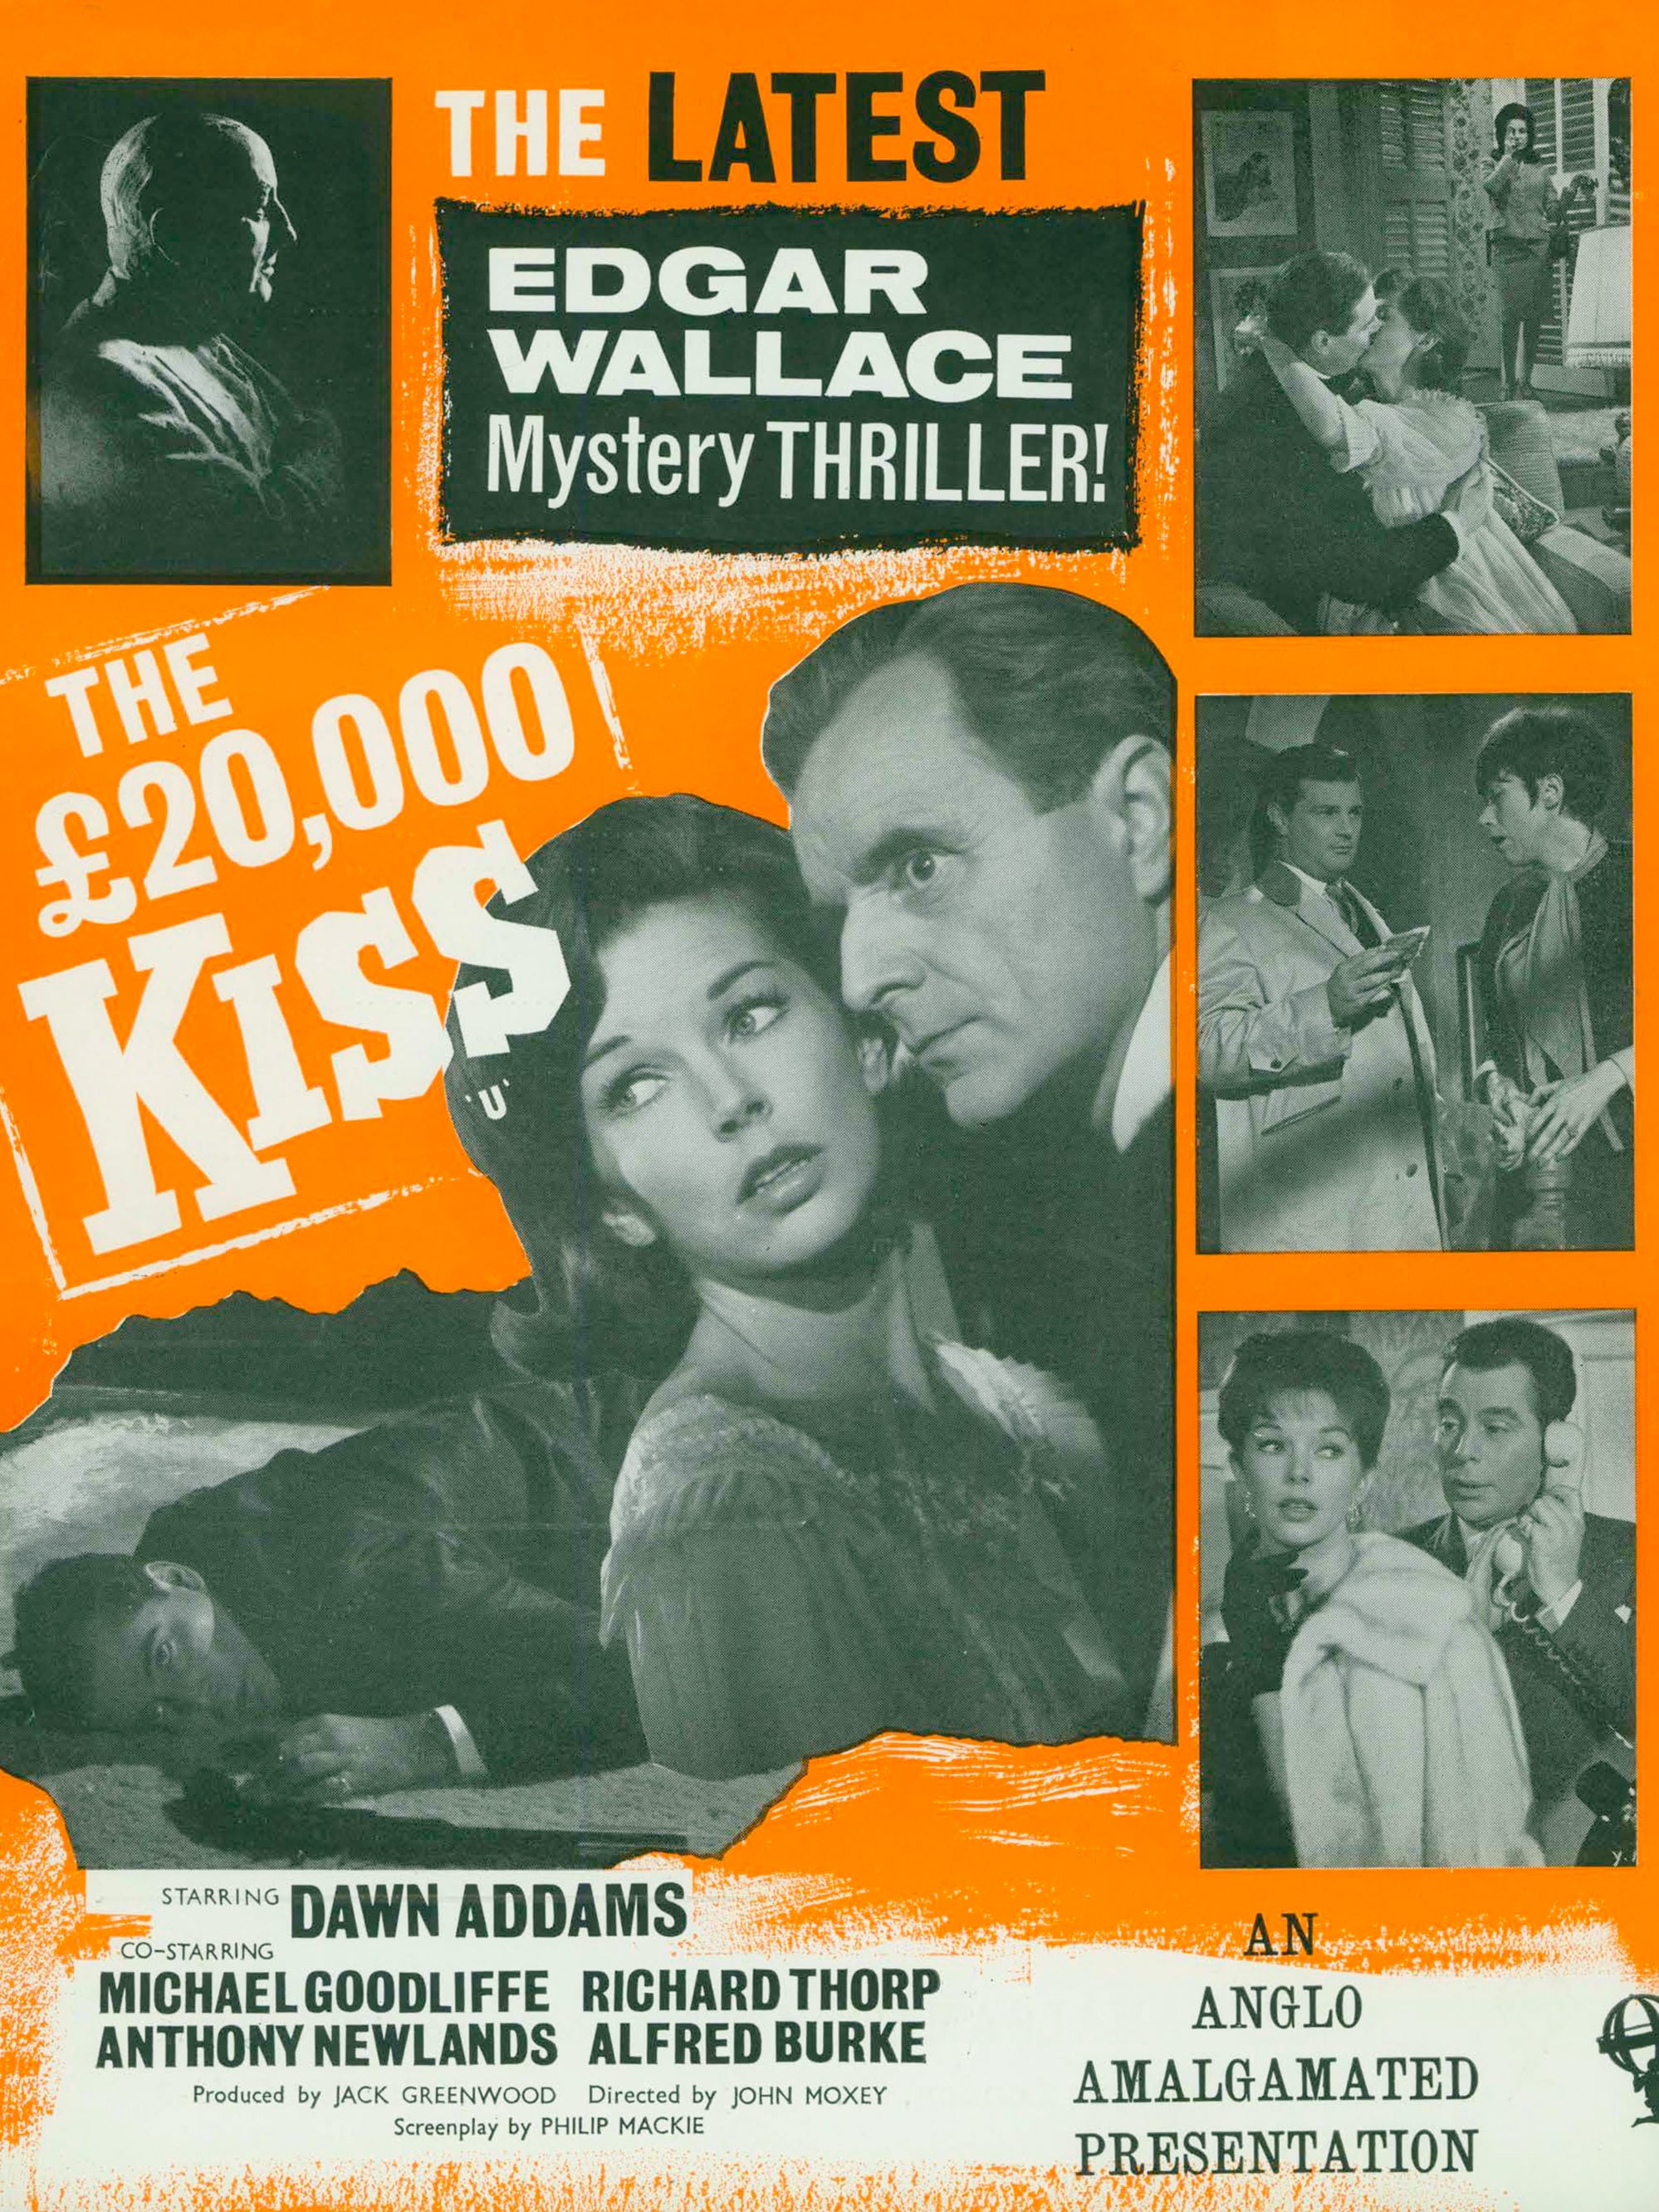 THE LATEST
EDGAR
WALLACE
Mystery THRILLER!
THE
£20,000
KISS
'U'
STARRING DAWN ADDAMS
CO-STARRING
MICHAEL GOODLIFFE RICHARD THORP
ANTHONY NEWLANDS ALFRED BURKE
Produced by JACK GREENWOOD Directed by JOHN MOXEY
Screenplay by PHILIP MACKIE
AN
ANGLO
AMALGAMATED
PRESENTATION